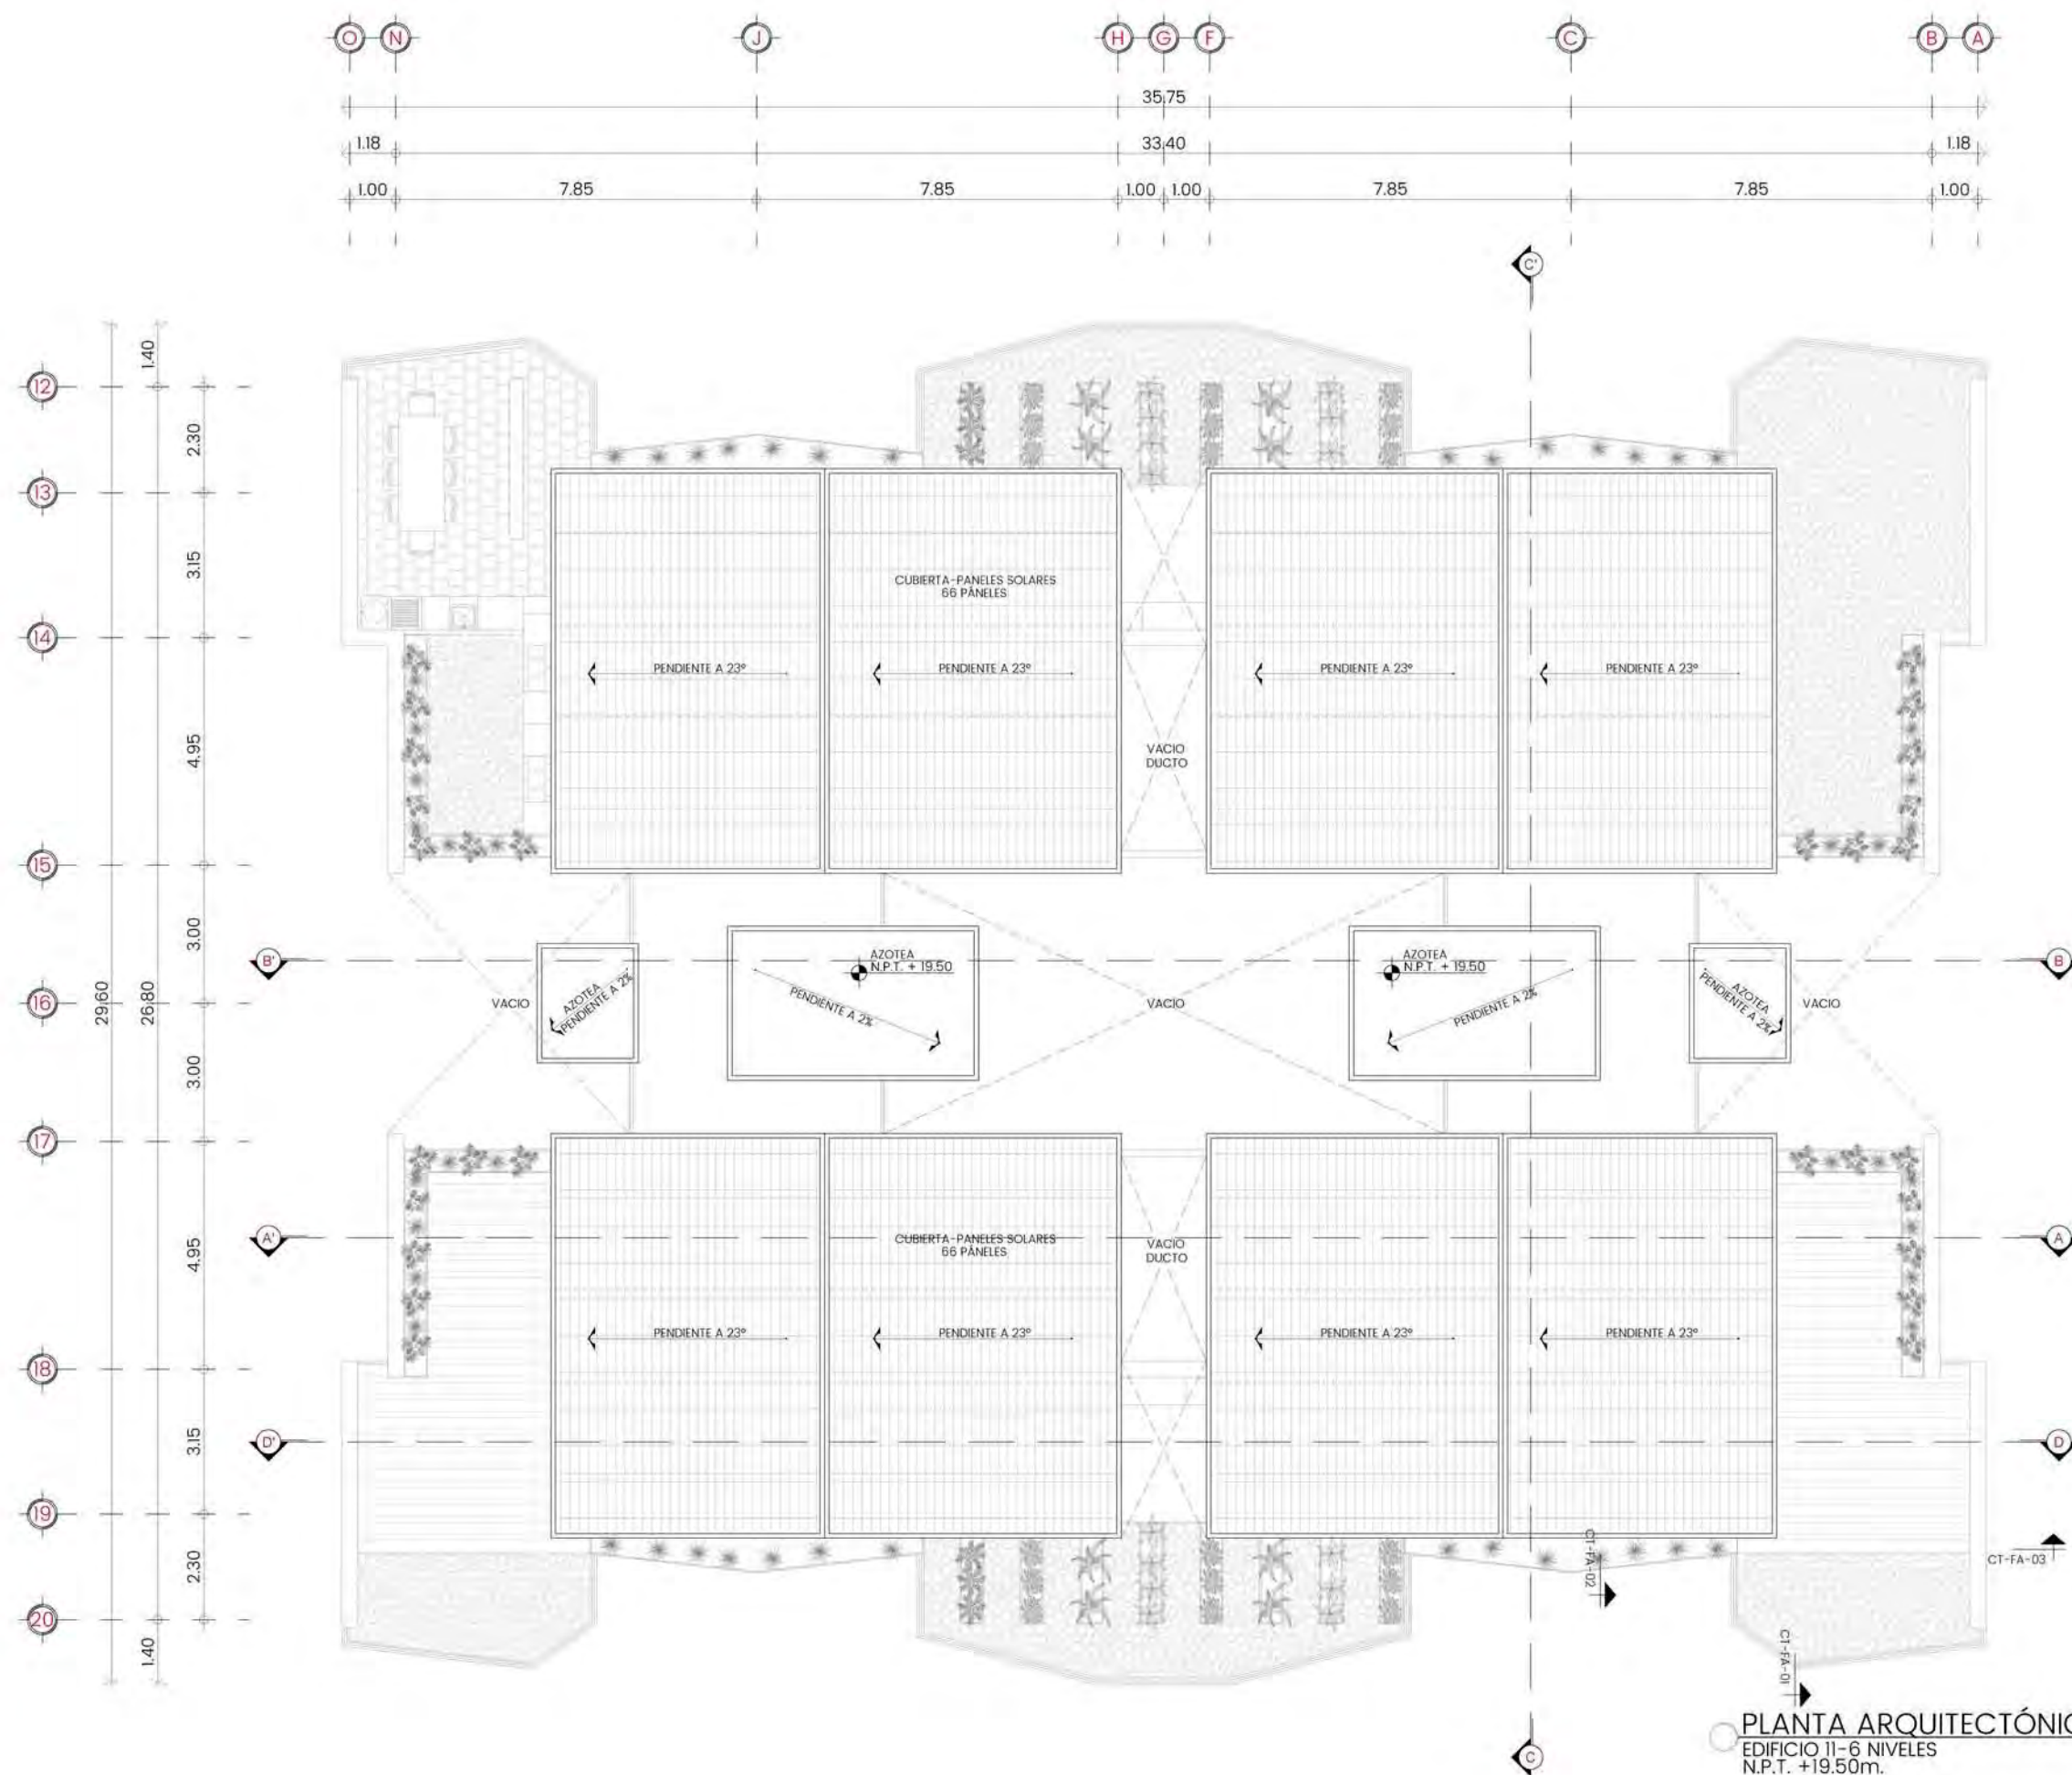 O N J H G F C B A
35.75
1.18 33.40 1.18
1.00 7.85 7.85 1.00 1.00 7.85 7.85 1.00
C'
1.40
12
2.30
13
3.15
CUBIERTA-PANELES SOLARES
66 PÁNELES
14
PENDIENTE A 23° PENDIENTE A 23° PENDIENTE A 23° PENDIENTE A 23°
4.95
VACIO
DUCTO
15
3.00
B' B
AZOTEA
N.P.T. + 19.50
AZOTEA
N.P.T. + 19.50
29.60
26.80
16
VACIO
AZOTEA
PENDIENTE A 2%
PENDIENTE A 2%
VACIO
PENDIENTE A 2%
AZOTEA
PENDIENTE A 2%
VACIO
3.00
17
4.95
A' A
CUBIERTA-PANELES SOLARES
66 PÁNELES
VACIO
DUCTO
PENDIENTE A 23° PENDIENTE A 23° PENDIENTE A 23° PENDIENTE A 23°
18
3.15
D' D
19
2.30
CT-FA-03
CT-FA-02
20
1.40
CT-FA-01
PLANTA ARQUITECTÓNIC
EDIFICIO 11-6 NIVELES
N.P.T. +19.50m.
C